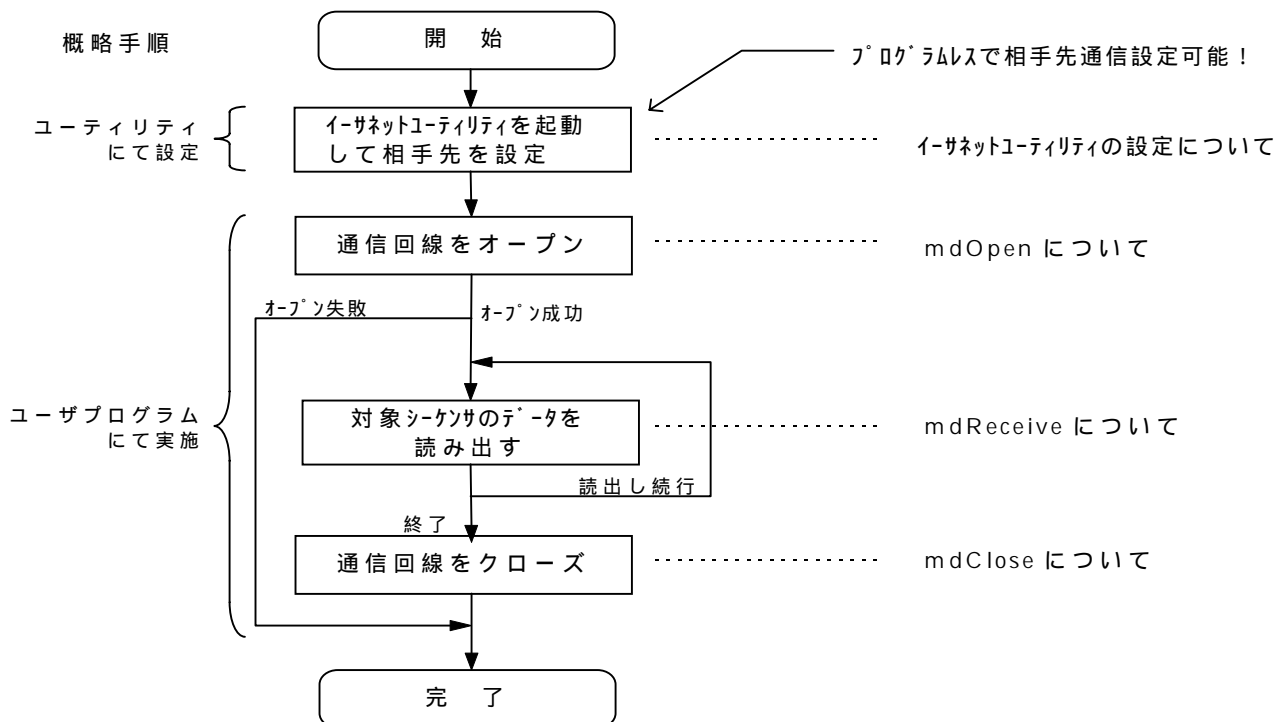 開 始
概略手順
プログラムレスで相手先通信設定可能!
ユーティリティ
にて設定
イーサネットユーティリティを起動
して相手先を設定
イーサネットユーティリティの設定について
通信回線をオープン
mdOpen について
オープン失敗
オープン成功
ユーザプログラム
にて実施
対象シーケンサのデータを
読み出す
mdReceive について
読出し続行
終了
通信回線をクローズ
mdClose について
完 了